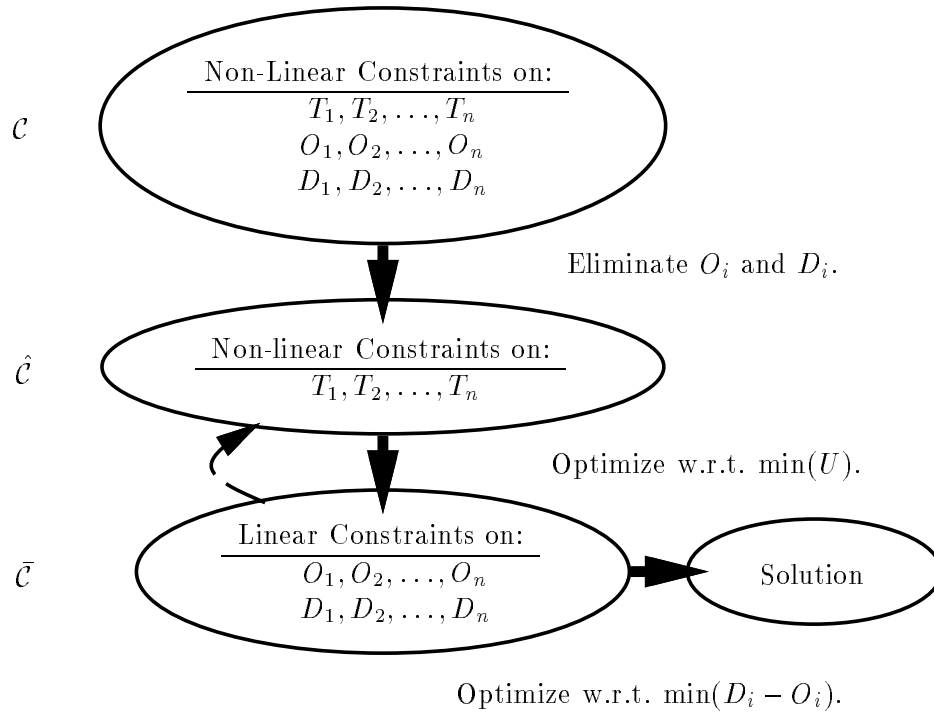 Non-Linear Constraints on:
T₁, T₂, . . . , Tₙ
𝒞
O₁, O₂, . . . , Oₙ
D₁, D₂, . . . , Dₙ
Eliminate Oᵢ and Dᵢ.
Non-linear Constraints on:
𝒞̂
T₁, T₂, . . . , Tₙ
Optimize w.r.t. min(U).
Linear Constraints on:
𝒞̄
O₁, O₂, . . . , Oₙ
Solution
D₁, D₂, . . . , Dₙ
Optimize w.r.t. min(Dᵢ − Oᵢ).